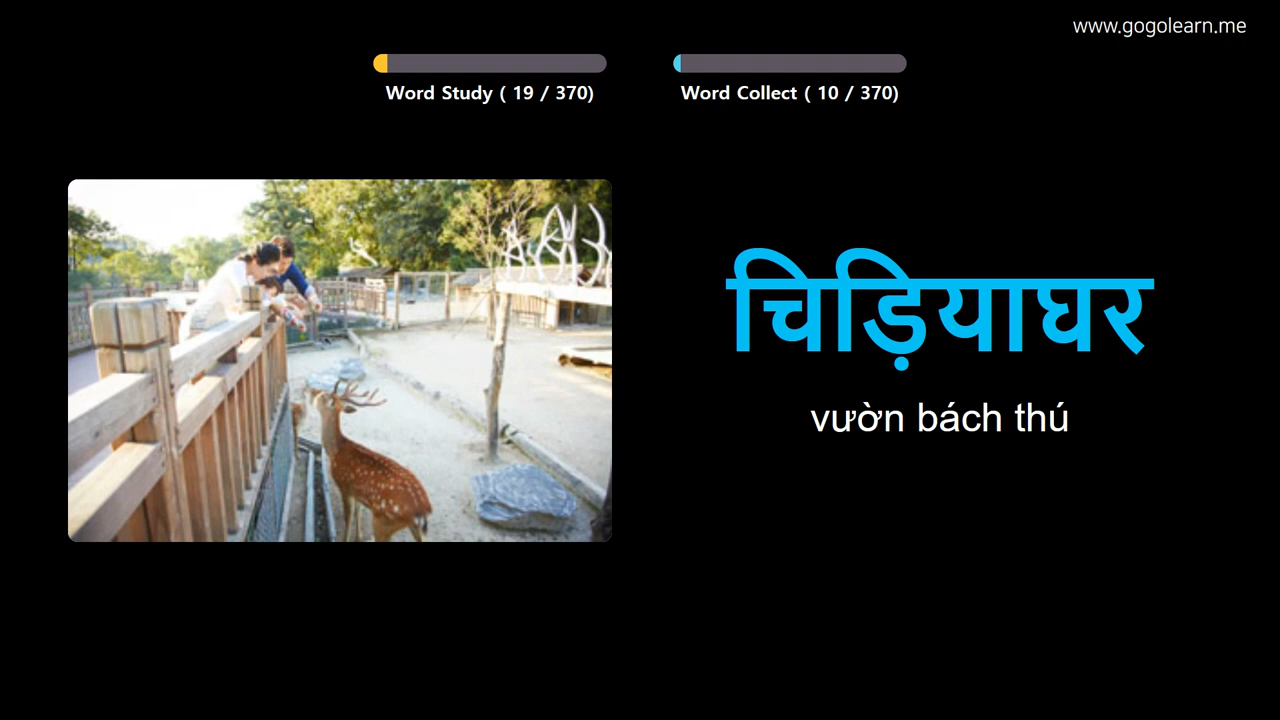 www.gogolearn.me
Word Study ( 19 / 370)
Word Collect ( 10 / 370)
चिड़ियाघर
vườn bách thú